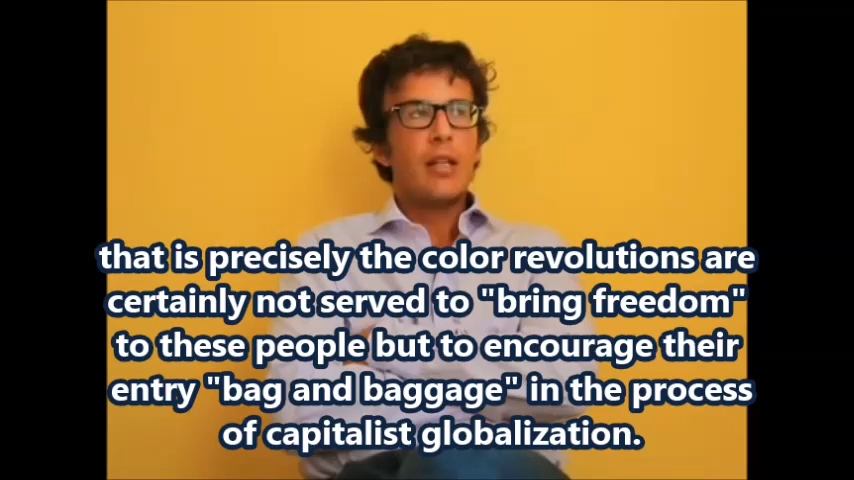 that is precisely the color revolutions are
certainly not served to "bring freedom"
to these people but to encourage their
entry "bag and baggage" in the process
of capitalist globalization.